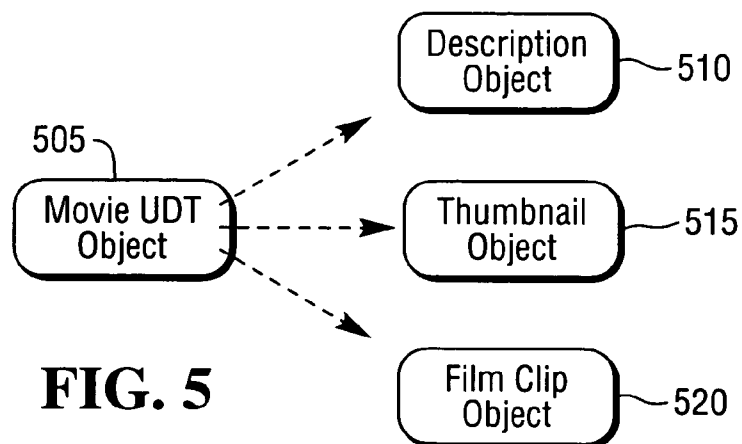 Description
Object
510
505
Movie UDT
Object
Thumbnail
Object
515
Film Clip
Object
520
FIG. 5